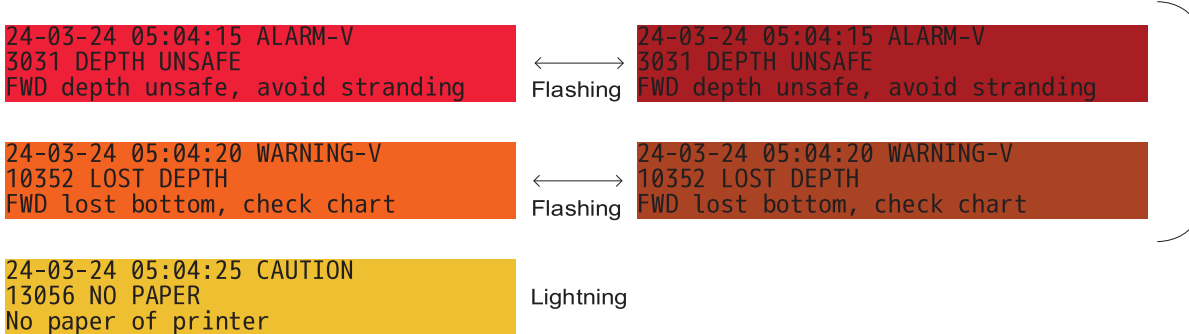 24-03-24 05:04:15 ALARM-V
3031 DEPTH UNSAFE
FWD depth unsafe, avoid stranding
Flashing
24-03-24 05:04:15 ALARM-V
3031 DEPTH UNSAFE
FWD depth unsafe, avoid stranding
24-03-24 05:04:20 WARNING-V
10352 LOST DEPTH
FWD lost bottom, check chart
Flashing
24-03-24 05:04:20 WARNING-V
10352 LOST DEPTH
FWD lost bottom, check chart
24-03-24 05:04:25 CAUTION
13056 NO PAPER
No paper of printer
Lightning